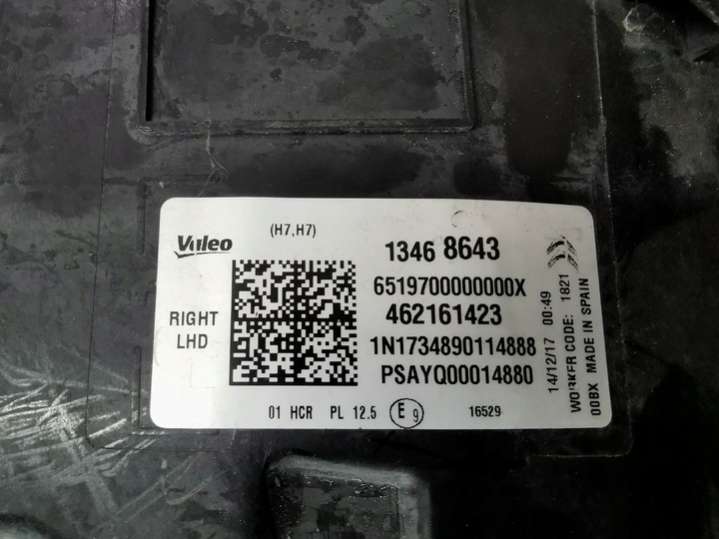 Valeo
(H7,H7)
1346 8643
6519700000000X
RIGHT
LHD
462161423
1N1734890114888
PSAYQ00014880
01 HCR PL 12.5 E9
16529
14/12/17 00:49
WORKER CODE: 1821
00BX MADE IN SPAIN